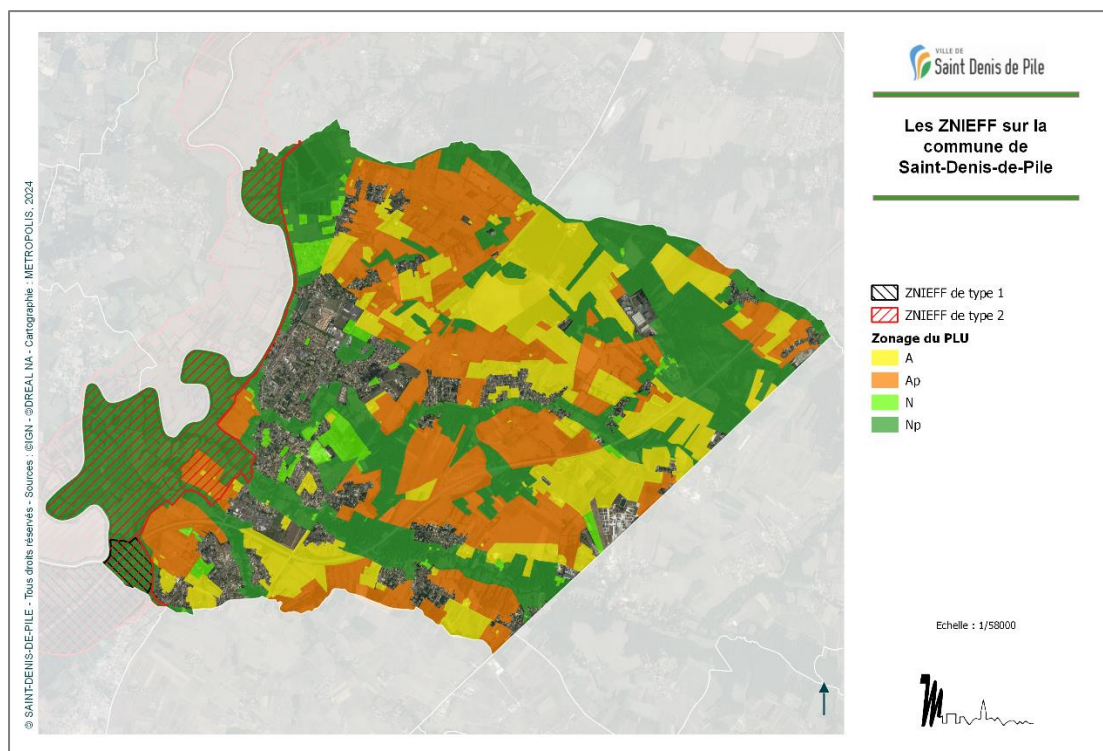 VILLE DE
Saint Denis de Pile
Les ZNIEFF sur la
commune de
Saint-Denis-de-Pile
ZNIEFF de type 1
ZNIEFF de type 2
Zonage du PLU
A
Ap
N
Np
Echelle : 1/58000
© SAINT-DENIS-DE-PILE - Tous droits réservés - Sources : ©IGN - ©DREAL NA - Cartographie : METROPOLIS, 2024